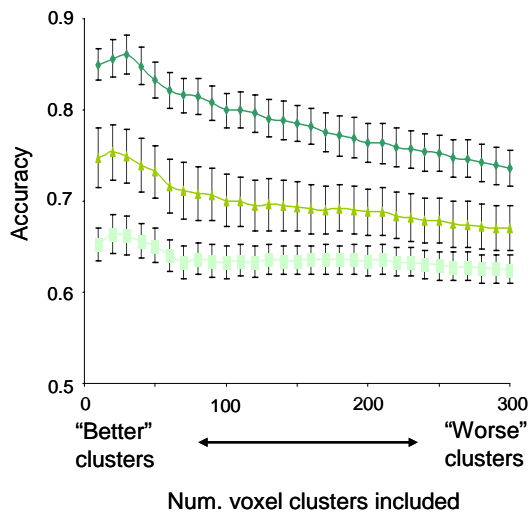 0.9
0.8
0.7
0.6
0.5
Accuracy
0 100 200 300
“Better” “Worse”
clusters clusters
Num. voxel clusters included